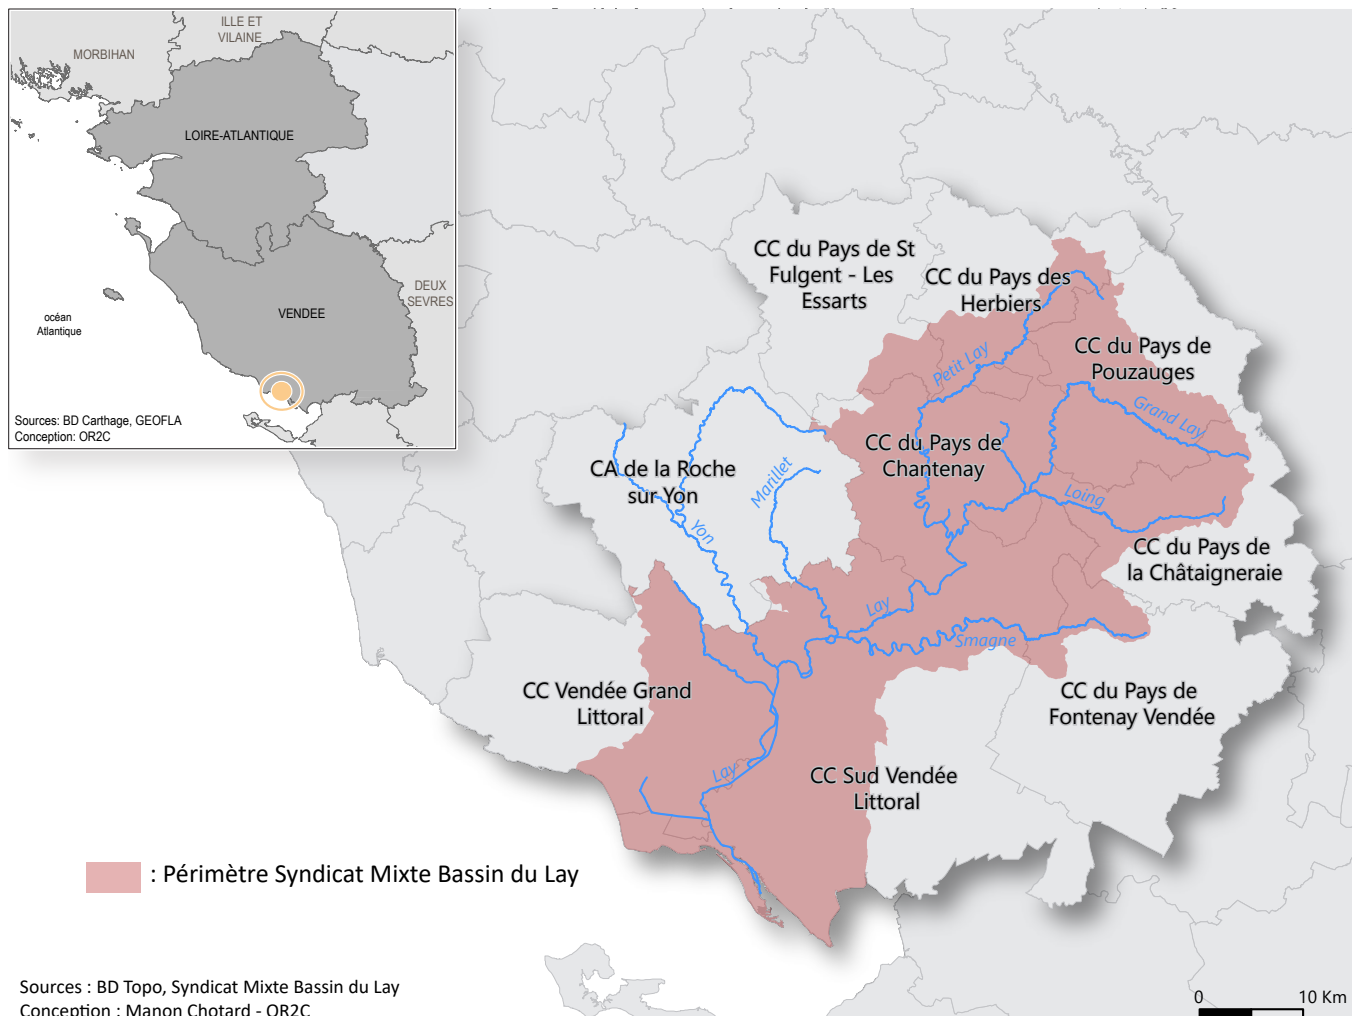 ILLE ET
VILAINE
MORBIHAN
LOIRE-ATLANTIQUE
DEUX
SEVRES
VENDEE
océan
Atlantique
Sources: BD Carthage, GEOFLA
Conception: OR2C
CC du Pays de St
Fulgent - Les
Essarts
CC du Pays des
Herbiers
CC du Pays de
Pouzauges
Petit Lay
Grand Lay
CC du Pays de
Chantenay
CA de la Roche
sur Yon
Marillet
Yon
Loing
CC du Pays de
la Châtaigneraie
Lay
Smagne
CC Vendée Grand
Littoral
CC du Pays de
Fontenay Vendée
Lay
CC Sud Vendée
Littoral
: Périmètre Syndicat Mixte Bassin du Lay
Sources : BD Topo, Syndicat Mixte Bassin du Lay
Conception : Manon Chotard - OR2C
0 10 Km